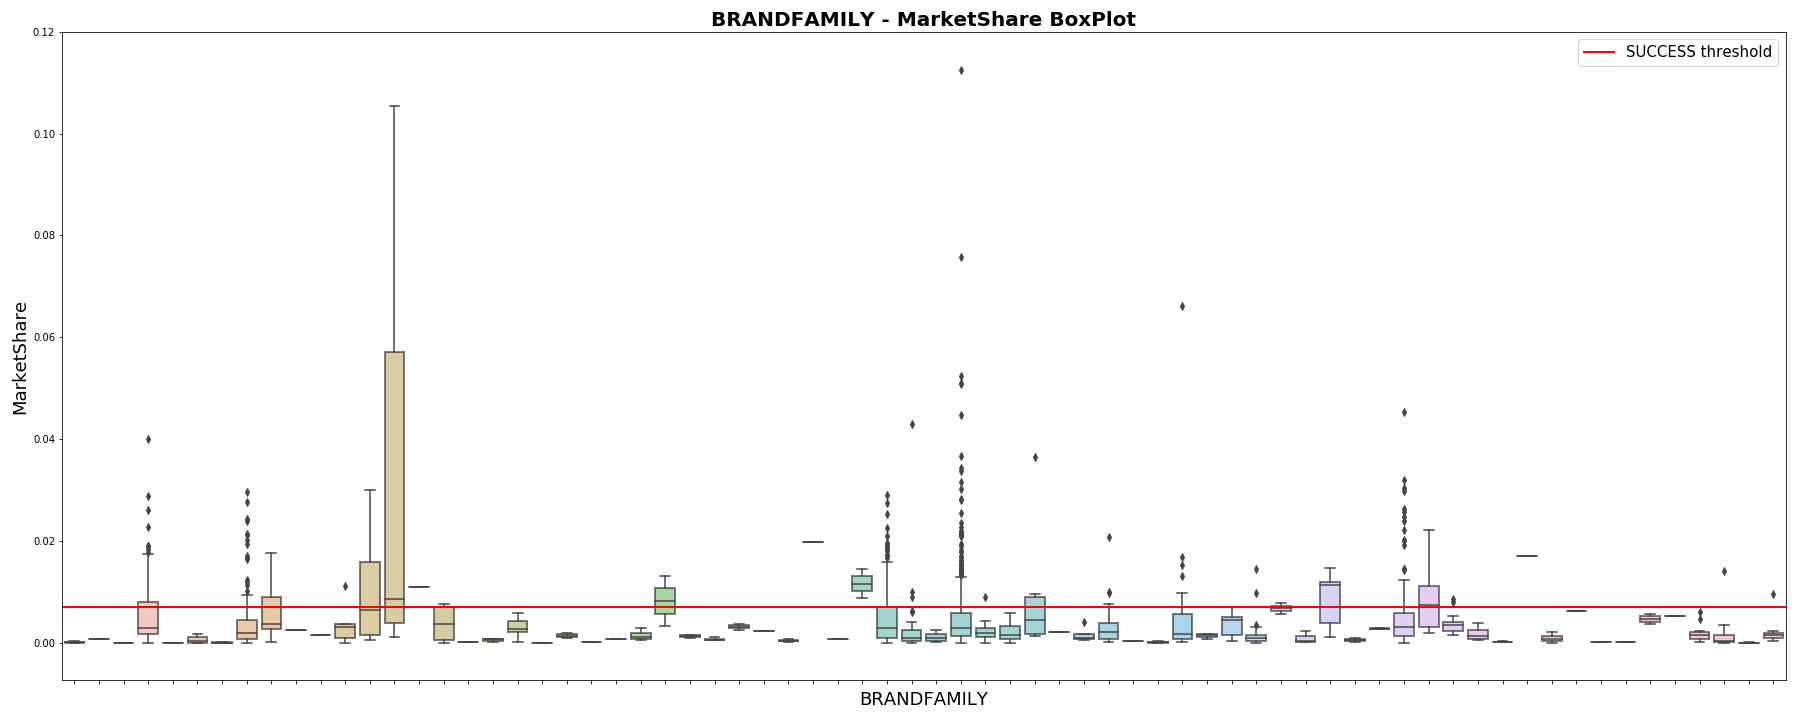 BRANDFAMILY - MarketShare BoxPlot
SUCCESS threshold
MarketShare
0.12
0.10
0.08
0.06
0.04
0.02
0.00
BRANDFAMILY